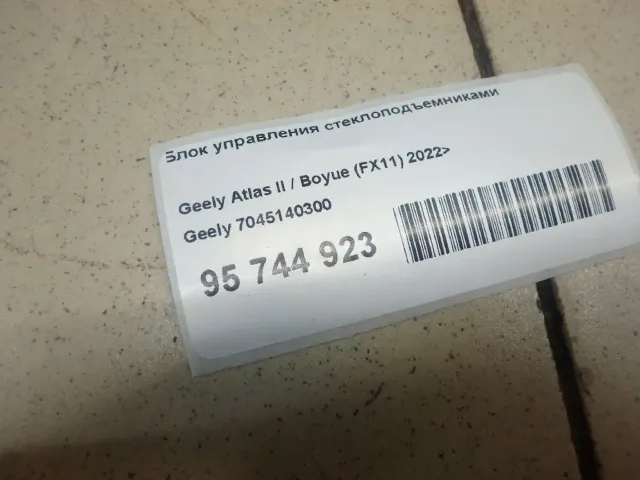 Блок управления стеклоподъемниками
Geely Atlas II / Boyue (FX11) 2022>
Geely 7045140300
95 744 923